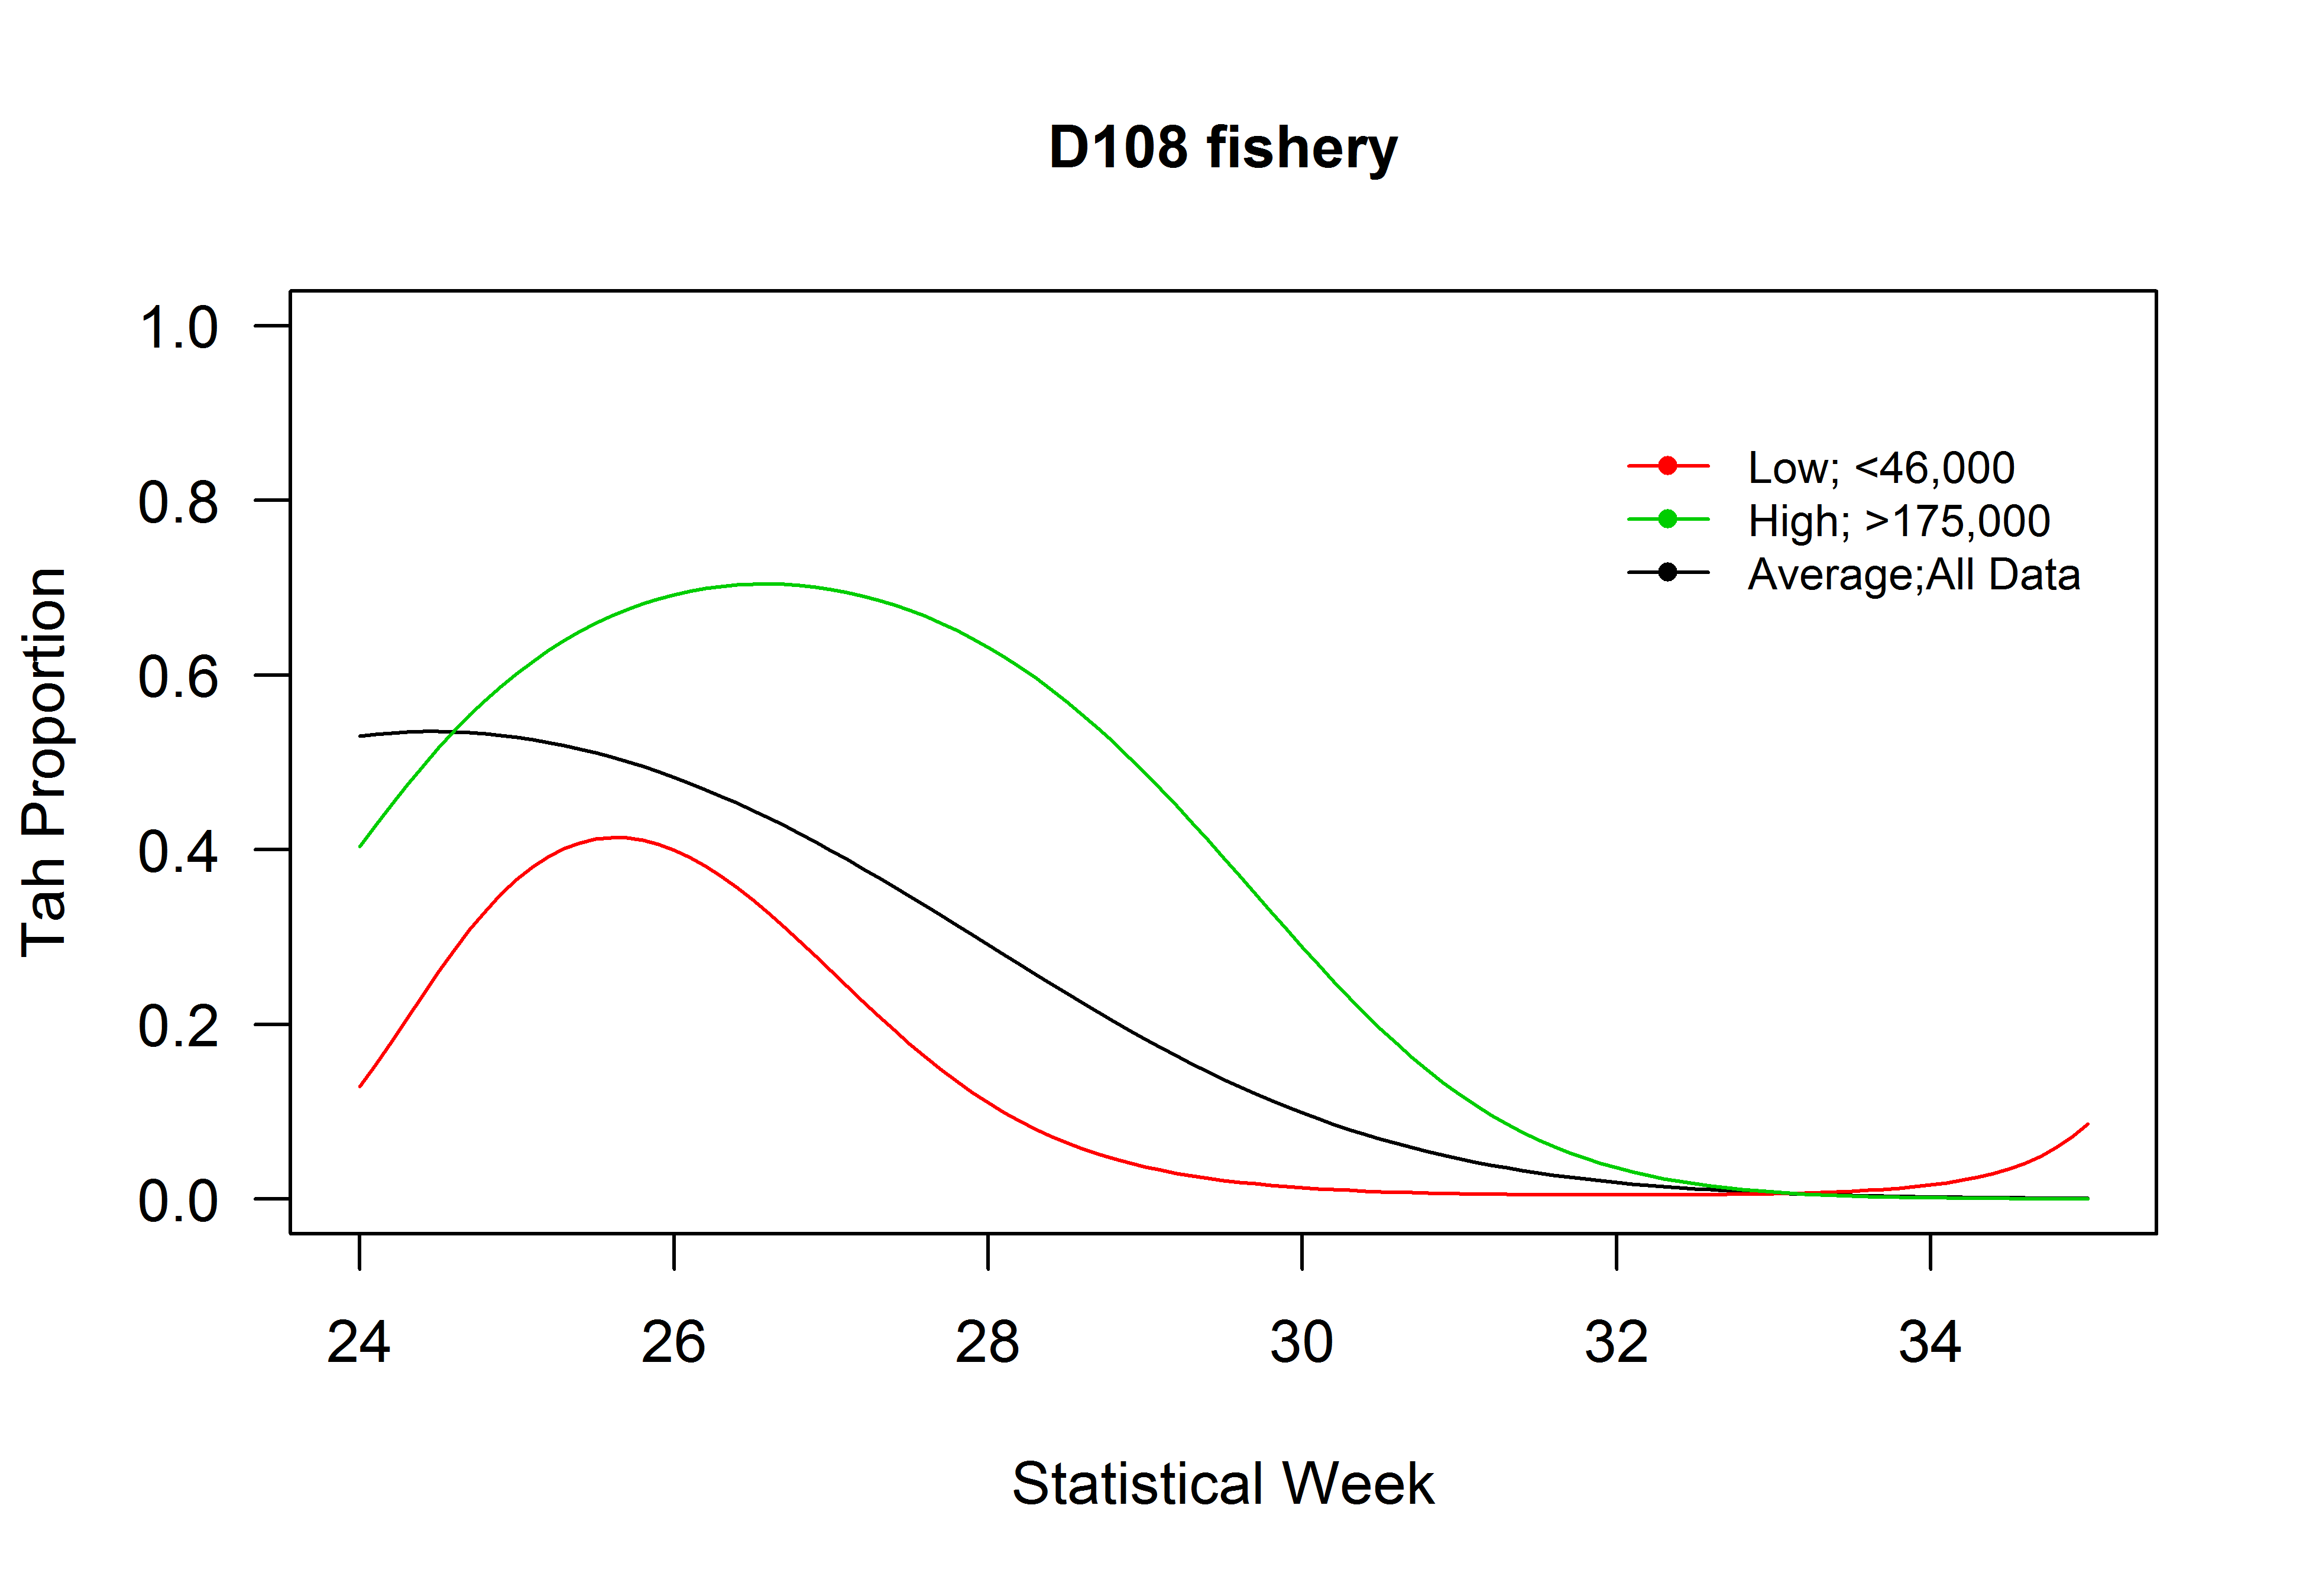 D108 fishery
Tah Proportion
1.0
0.8
0.6
0.4
0.2
0.0
Low; <46,000
High; >175,000
Average;All Data
24 26 28 30 32 34
Statistical Week